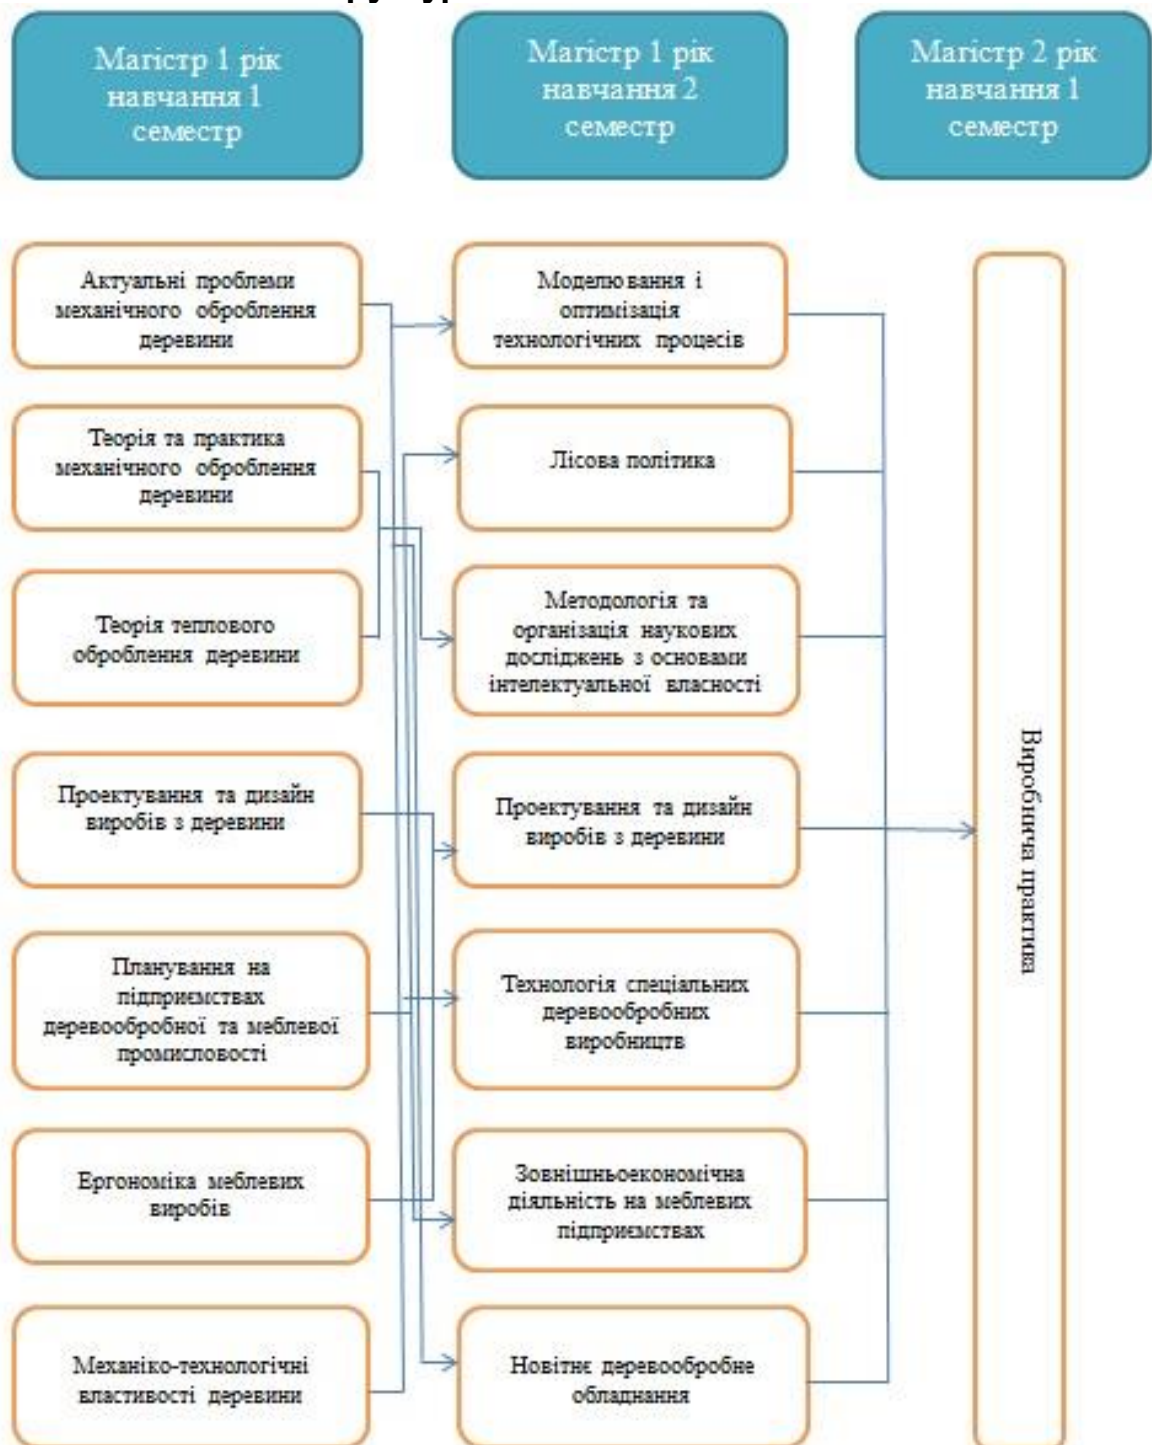 Магістр 1 рік
навчання 1
семестр
Магістр 1 рік
навчання 2
семестр
Магістр 2 рік
навчання 1
семестр
Актуальні проблеми
механічного оброблення
деревини
Теорія та практика
механічного оброблення
деревини
Теорія теплового
оброблення деревини
Проектування та дизайн
виробів з деревини
Планування на
підприємствах
деревообробної та меблевої
промисловості
Ергономіка меблевих
виробів
Механіко-технологічні
властивості деревини
Моделювання і
оптимізація
технологічних процесів
Лісова політика
Методологія та
організація наукових
досліджень з основами
інтелектуальної власності
Проектування та дизайн
виробів з деревини
Технологія спеціальних
деревообробних
виробництв
Зовнішньоекономічна
діяльність на меблевих
підприємствах
Новітнє деревообробне
обладнання
Виробнича практика